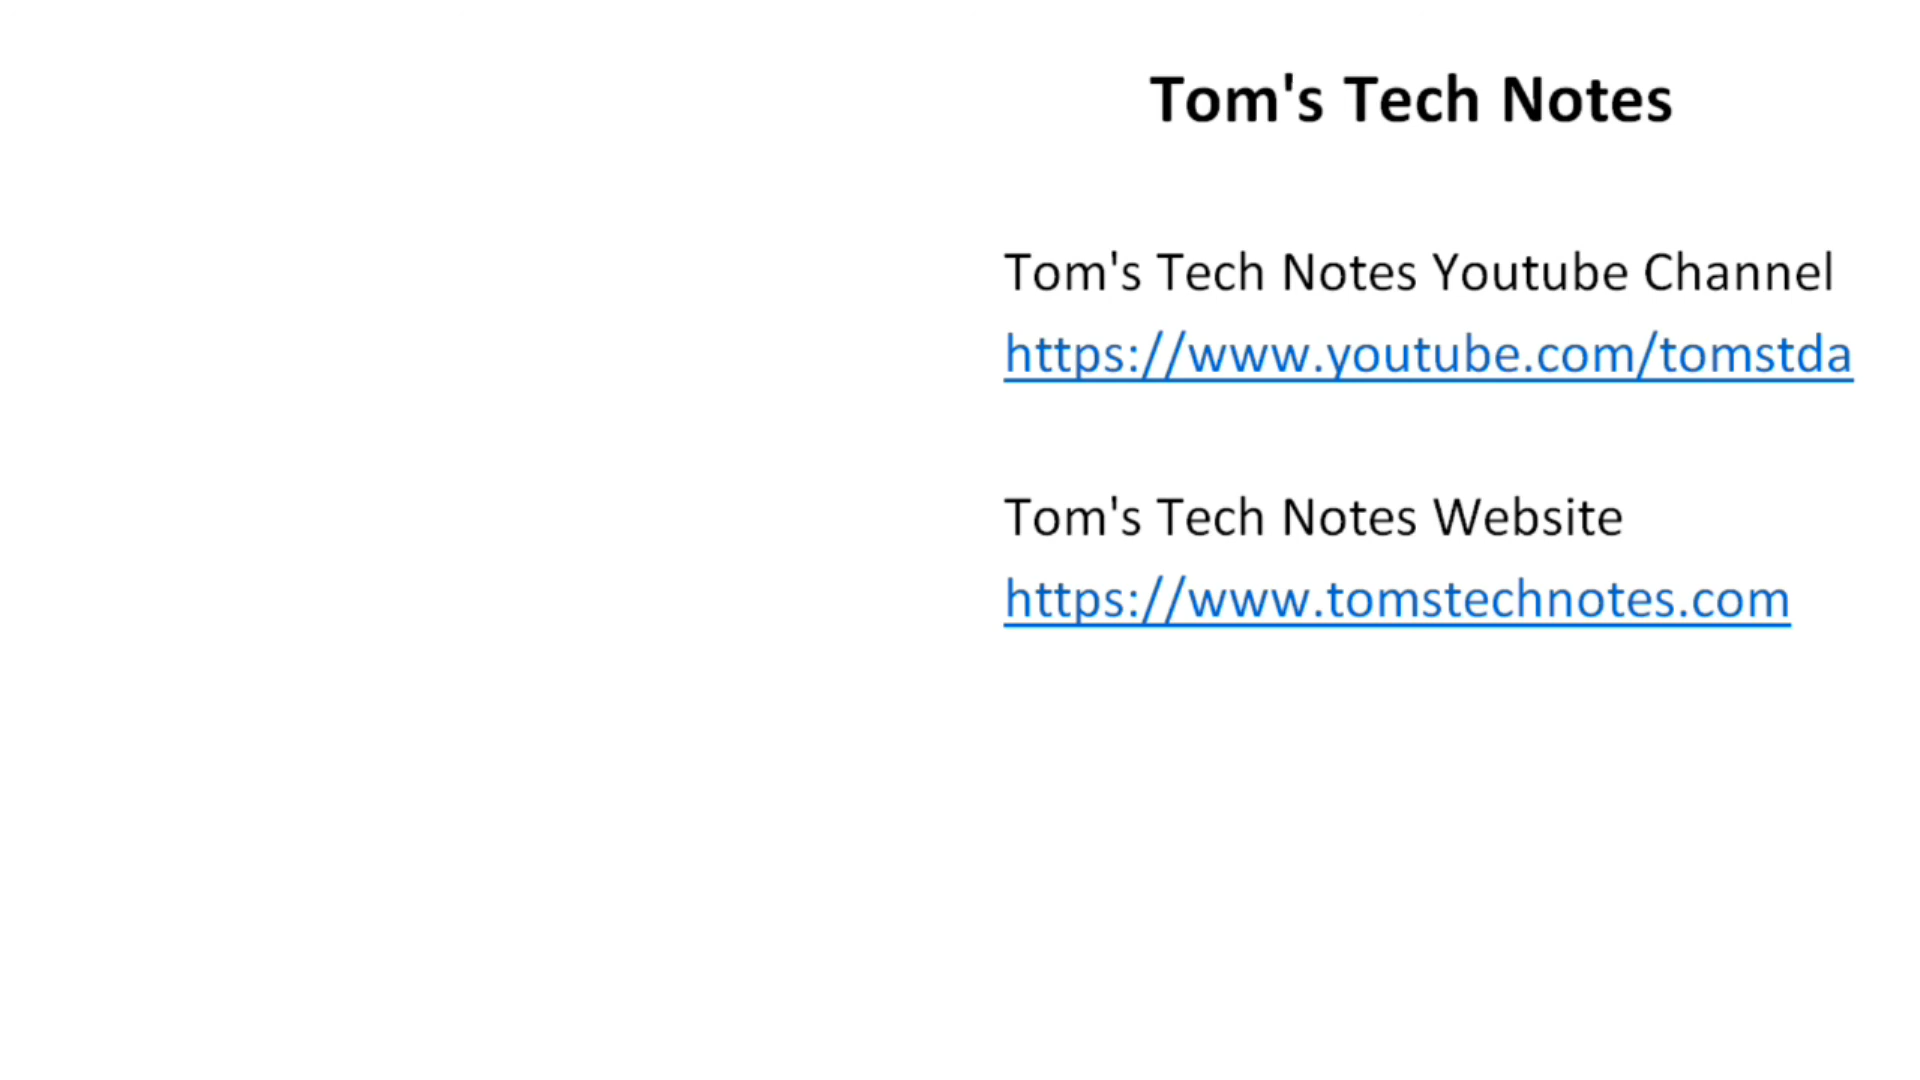 Tom's Tech Notes
Tom's Tech Notes Youtube Channel
https://www.youtube.com/tomstda
Tom's Tech Notes Website
https://www.tomstechnotes.com